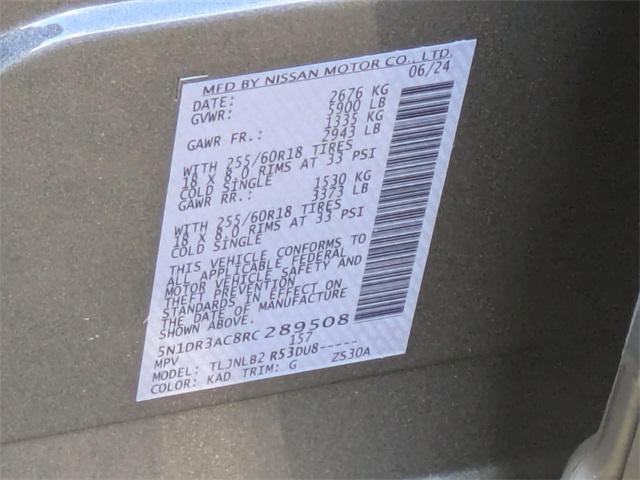 MFD BY NISSAN MOTOR CO., LTD.
DATE: 06/24
GVWR: 2676 KG
5900 LB
GAWR FR.: 1335 KG
2943 LB
WITH 255/60R18 TIRES
18 X 8.0 RIMS AT 33 PSI
COLD SINGLE
GAWR RR.: 1530 KG
3373 LB
WITH 255/60R18 TIRES
18 X 8.0 RIMS AT 33 PSI
COLD SINGLE
THIS VEHICLE CONFORMS TO
ALL APPLICABLE FEDERAL
MOTOR VEHICLE SAFETY AND
THEFT PREVENTION
STANDARDS IN EFFECT ON
THE DATE OF MANUFACTURE
SHOWN ABOVE.
5N1DR3AC8RC289508
MPV 157
MODEL: TLJNLB2 R53DU8-----
COLOR: KAD TRIM: G ZS30A